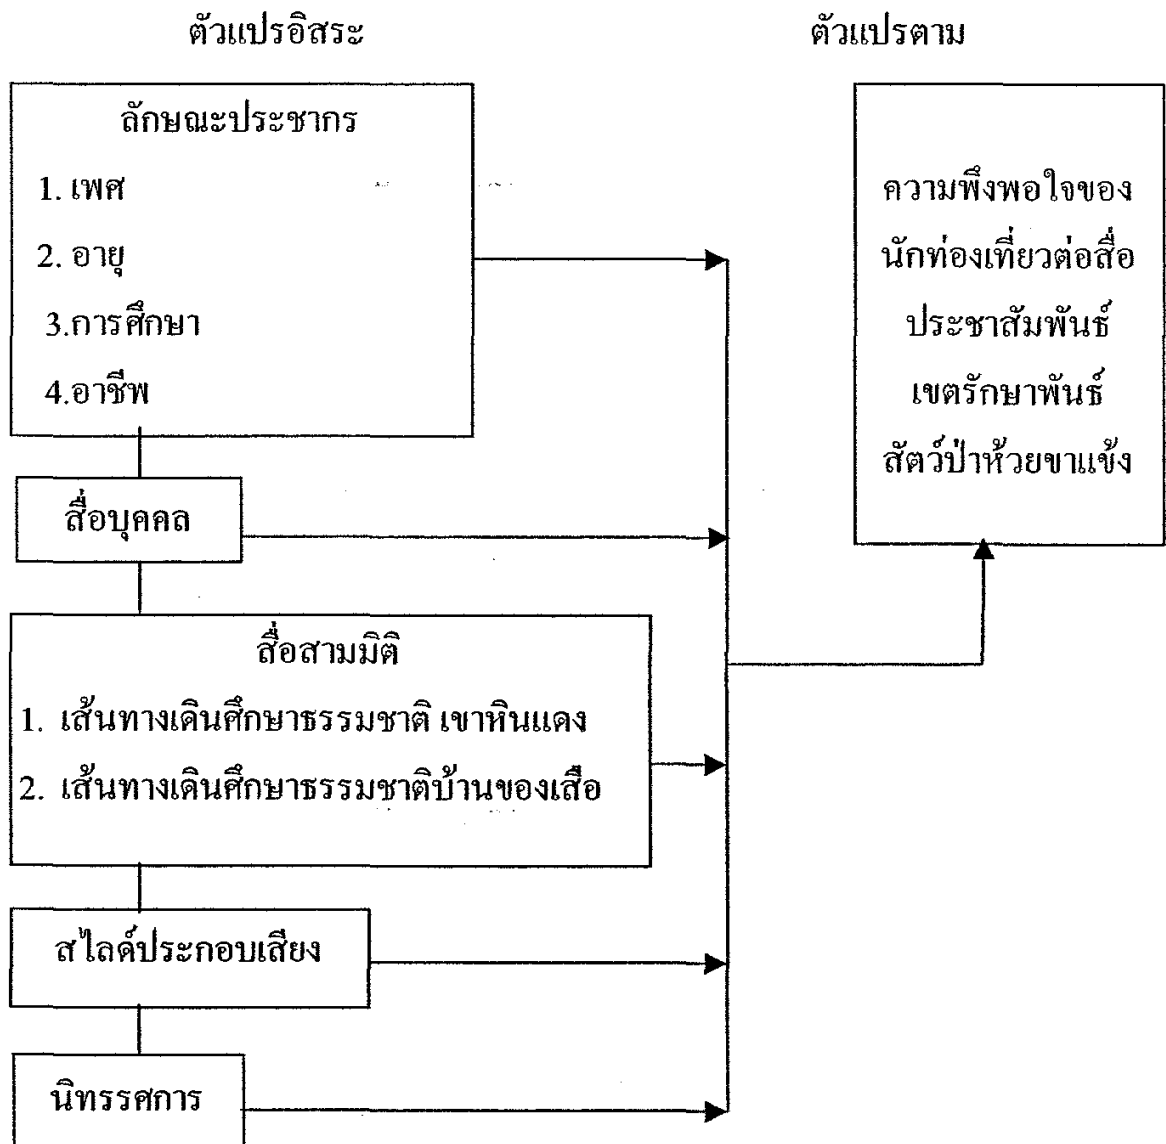 ตัวแปรอิสระ
ตัวแปรตาม
ลักษณะประชากร
1. เพศ
2. อายุ
3.การศึกษา
4.อาชีพ
สื่อบุคคล
สื่อสามมิติ
1. เส้นทางเดินศึกษาธรรมชาติ เขาหินแดง
2. เส้นทางเดินศึกษาธรรมชาติบ้านของเสือ
สไลด์ประกอบเสียง
นิทรรศการ
ความพึงพอใจของ
นักท่องเที่ยวต่อสื่อ
ประชาสัมพันธ์
เขตรักษาพันธ์
สัตว์ป่าห้วยขาแข้ง